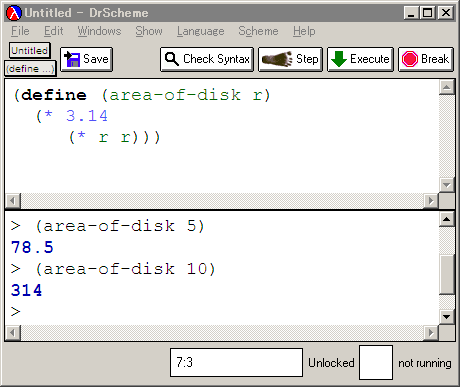 Untitled - DrScheme
File Edit Windows Show Language Scheme Help
Untitled
(define ...)
Save
Check Syntax
Step
Execute
Break
(define (area-of-disk r)
(* 3.14
(* r r)))
> (area-of-disk 5)
78.5
> (area-of-disk 10)
314
>
7:3
Unlocked
not running